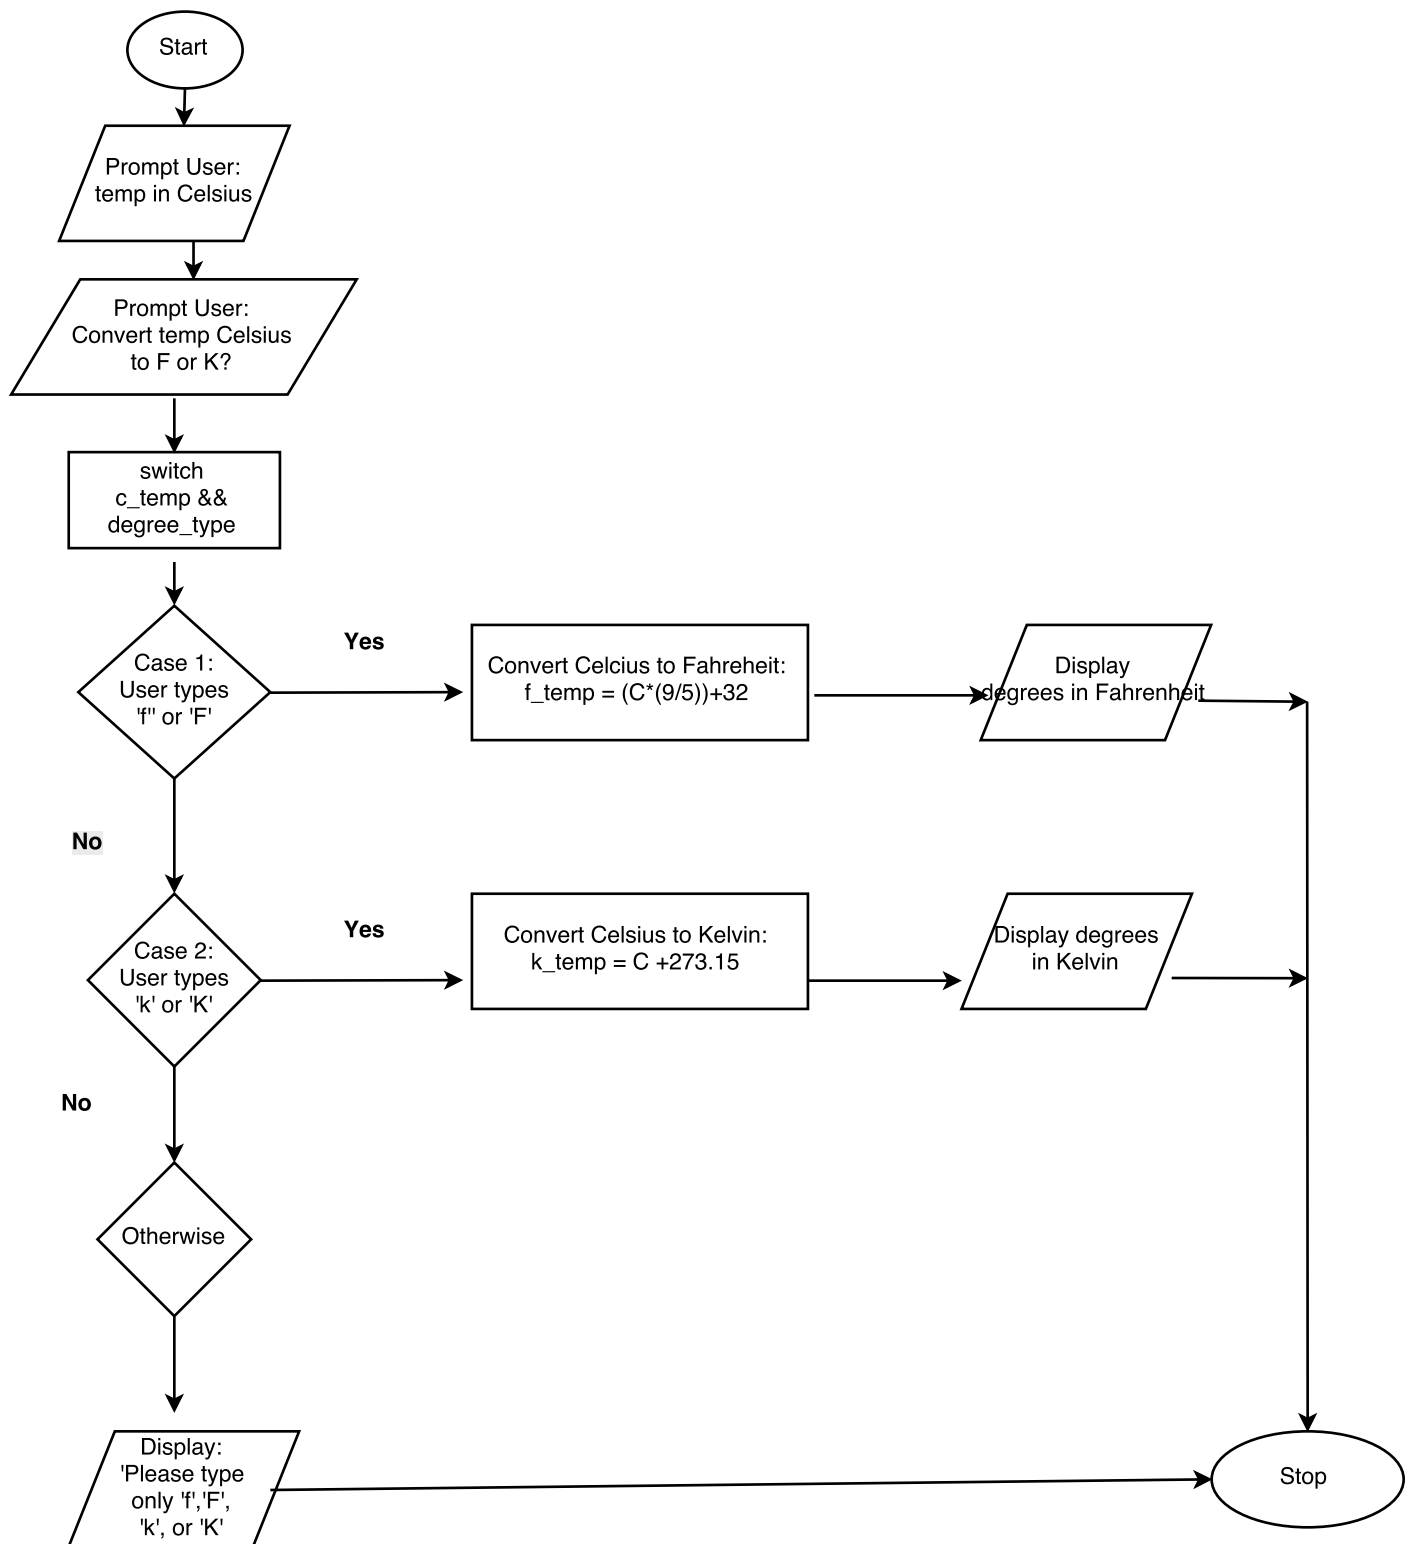 Start
Prompt User:
temp in Celsius
Prompt User:
Convert temp Celsius
to F or K?
switch
c_temp &&
degree_type
Case 1:
User types
'f" or 'F'
Yes
Convert Celcius to Fahreheit:
f_temp = (C*(9/5))+32
Display
degrees in Fahrenheit
No
Case 2:
User types
'k' or 'K'
Yes
Convert Celsius to Kelvin:
k_temp = C +273.15
Display degrees
in Kelvin
No
Otherwise
Display:
'Please type
only 'f','F',
'k', or 'K'
Stop